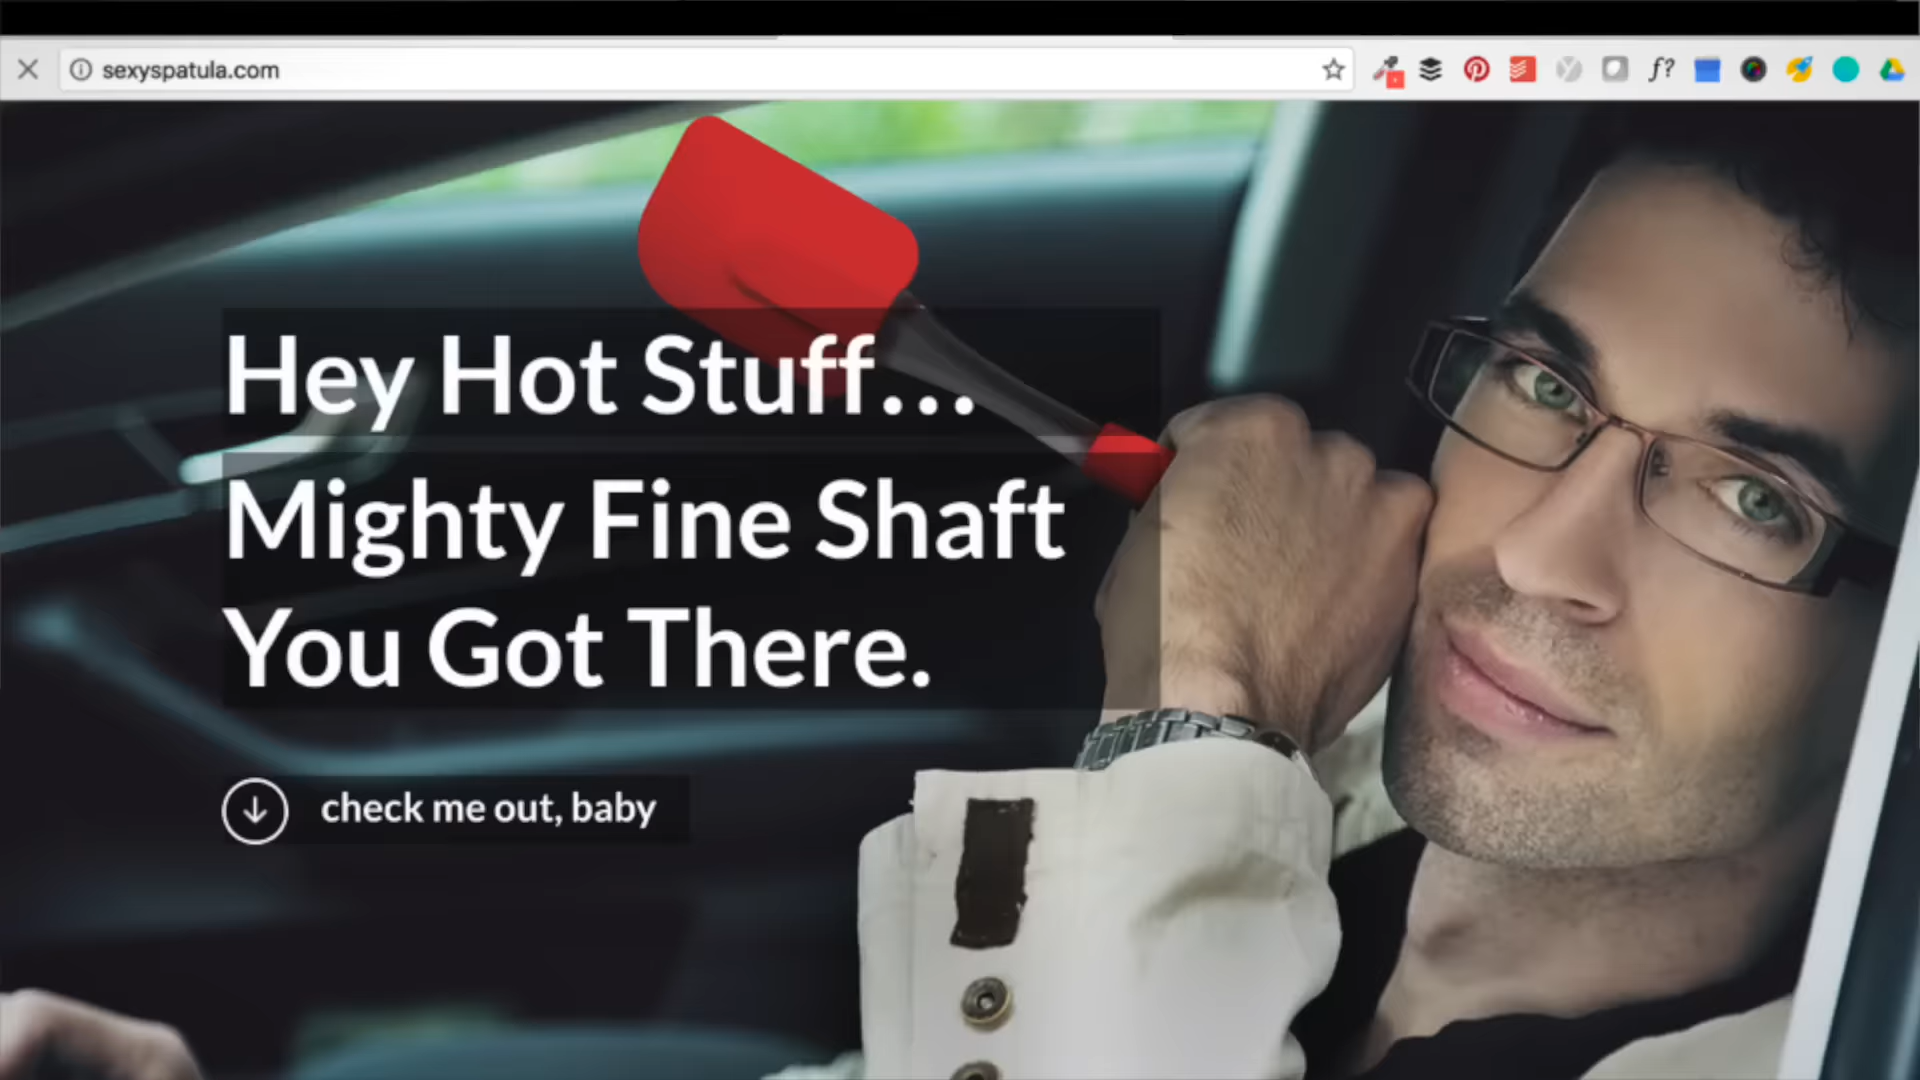 sexyspatula.com
f?
Hey Hot Stuff...
Mighty Fine Shaft
You Got There.
check me out, baby